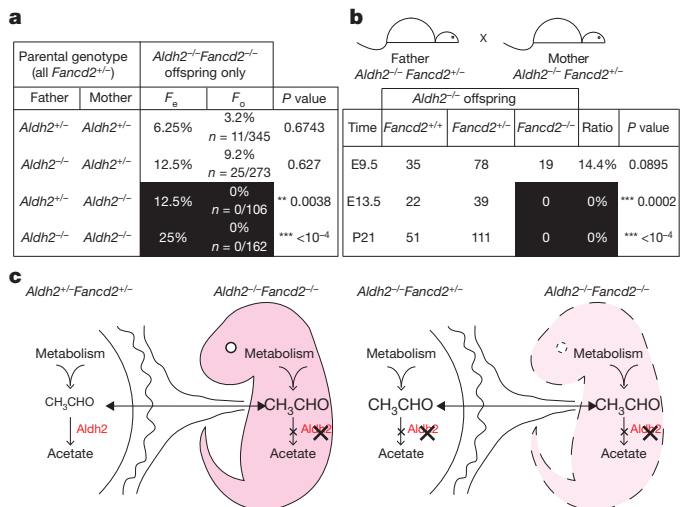 a
Parental genotype
(all Fancd2+/−)
Aldh2−/−Fancd2−/−
offspring only
Father Mother Fe Fo P value
Aldh2+/− Aldh2+/− 6.25% 3.2% n = 11/345 0.6743
Aldh2−/− Aldh2+/− 12.5% 9.2% n = 25/273 0.627
Aldh2+/− Aldh2−/− 12.5% 0% n = 0/106 ** 0.0038
Aldh2−/− Aldh2−/− 25% 0% n = 0/162 *** <10−4
b
X
Father Mother
Aldh2−/− Fancd2+/− Aldh2−/− Fancd2+/−
Aldh2−/− offspring
Time Fancd2+/+ Fancd2+/− Fancd2−/− Ratio P value
E9.5 35 78 19 14.4% 0.0895
E13.5 22 39 0 0% *** 0.0002
P21 51 111 0 0% *** <10−4
c
Aldh2+/−Fancd2+/− Aldh2−/−Fancd2−/− Aldh2−/−Fancd2+/− Aldh2−/−Fancd2−/−
Metabolism Metabolism Metabolism Metabolism
CH3CHO CH3CHO CH3CHO CH3CHO
Aldh2 Aldh2 Aldh2 Aldh2
Acetate Acetate Acetate Acetate